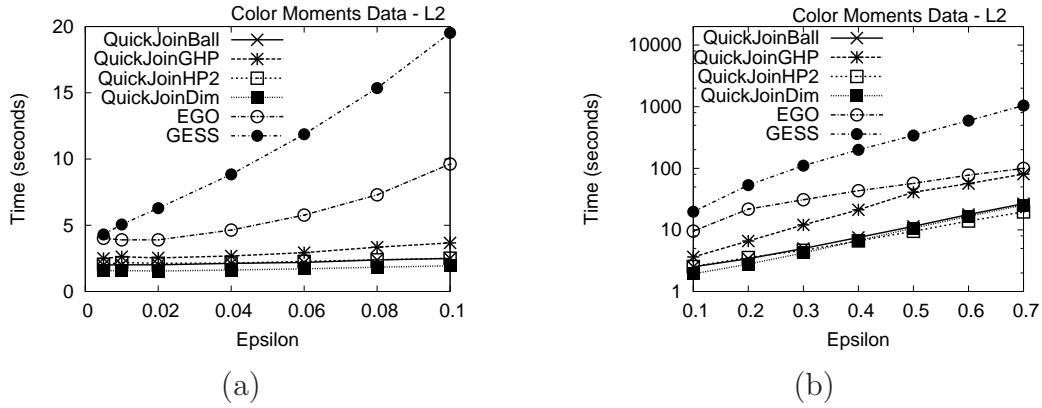 Color Moments Data - L2
QuickJoinBall
QuickJoinGHP
QuickJoinHP2
QuickJoinDim
EGO
GESS
Time (seconds)
20
15
10
5
0
0 0.02 0.04 0.06 0.08 0.1
Epsilon
(a)
Color Moments Data - L2
QuickJoinBall
QuickJoinGHP
QuickJoinHP2
QuickJoinDim
EGO
GESS
Time (seconds)
10000
1000
100
10
1
0.1 0.2 0.3 0.4 0.5 0.6 0.7
Epsilon
(b)